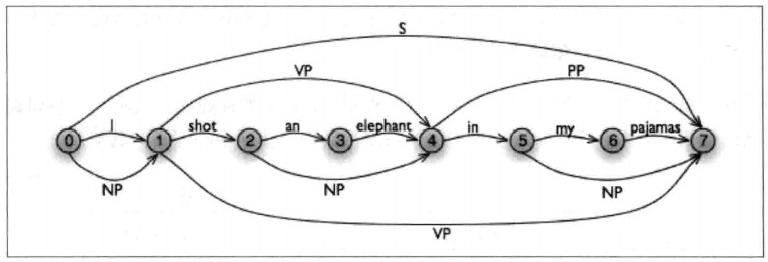 S
VP PP
0 I 1 shot 2 an 3 elephant 4 in 5 my 6 pajamas 7
NP NP NP
VP